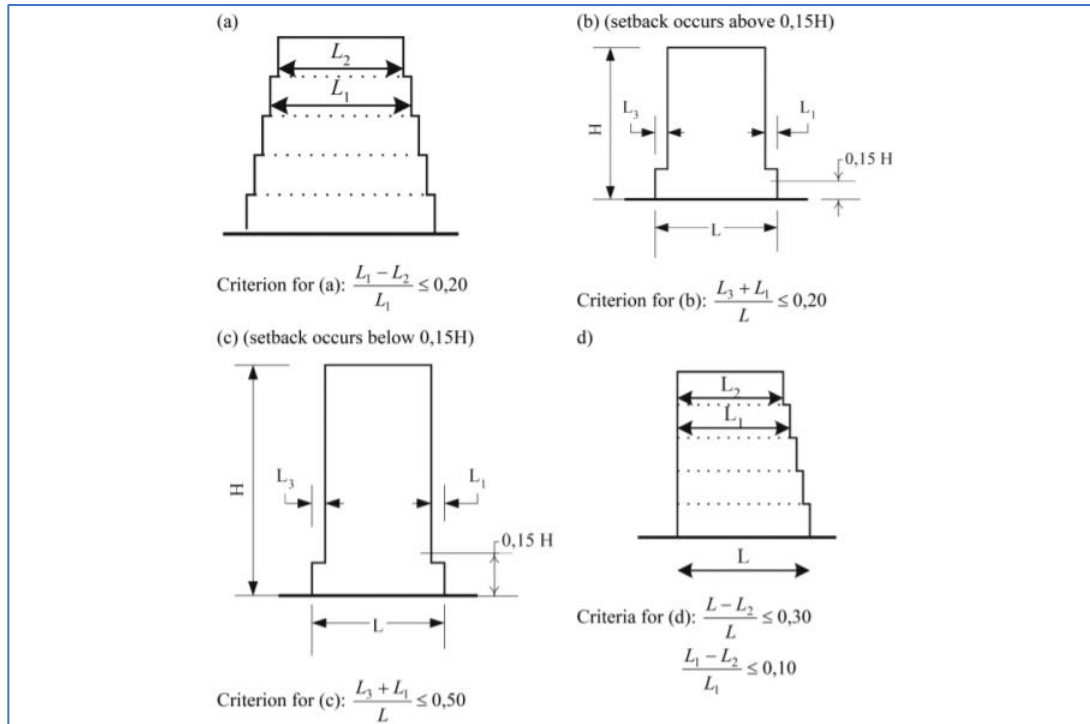 (a)
L₂
L₁
Criterion for (a): (L₁ − L₂)/L₁ ≤ 0,20
(b) (setback occurs above 0,15H)
H
L₃
L₁
0,15 H
L
Criterion for (b): (L₃ + L₁)/L ≤ 0,20
(c) (setback occurs below 0,15H)
H
L₃
L₁
0,15 H
L
Criterion for (c): (L₃ + L₁)/L ≤ 0,50
d)
L₂
L₁
L
Criteria for (d): (L − L₂)/L ≤ 0,30
(L₁ − L₂)/L₁ ≤ 0,10